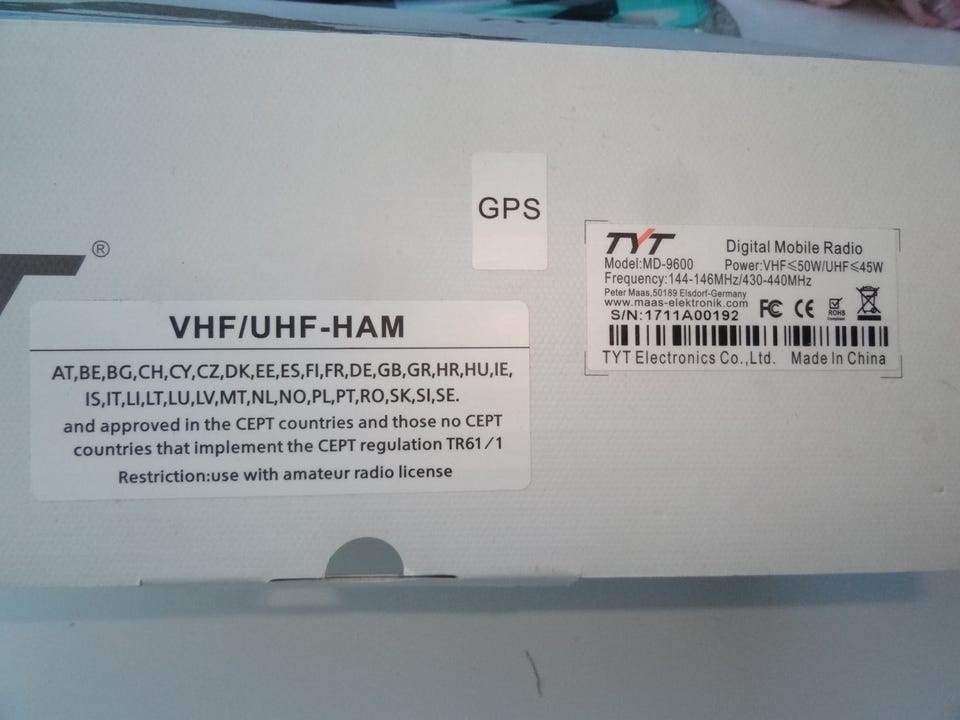 ®
GPS
TYT
Digital Mobile Radio
Model:MD-9600 Power:VHF≤50W/UHF≤45W
Frequency:144-146MHz/430-440MHz
Peter Maas,50189 Elsdorf-Germany
www.maas-elektronik.com
S/N:1711A00192
FC CE ROHS
Compliant
TYT Electronics Co.,Ltd. Made In China
VHF/UHF-HAM
AT,BE,BG,CH,CY,CZ,DK,EE,ES,FI,FR,DE,GB,GR,HR,HU,IE,
IS,IT,LI,LT,LU,LV,MT,NL,NO,PL,PT,RO,SK,SI,SE.
and approved in the CEPT countries and those no CEPT
countries that implement the CEPT regulation TR61/1
Restriction:use with amateur radio license